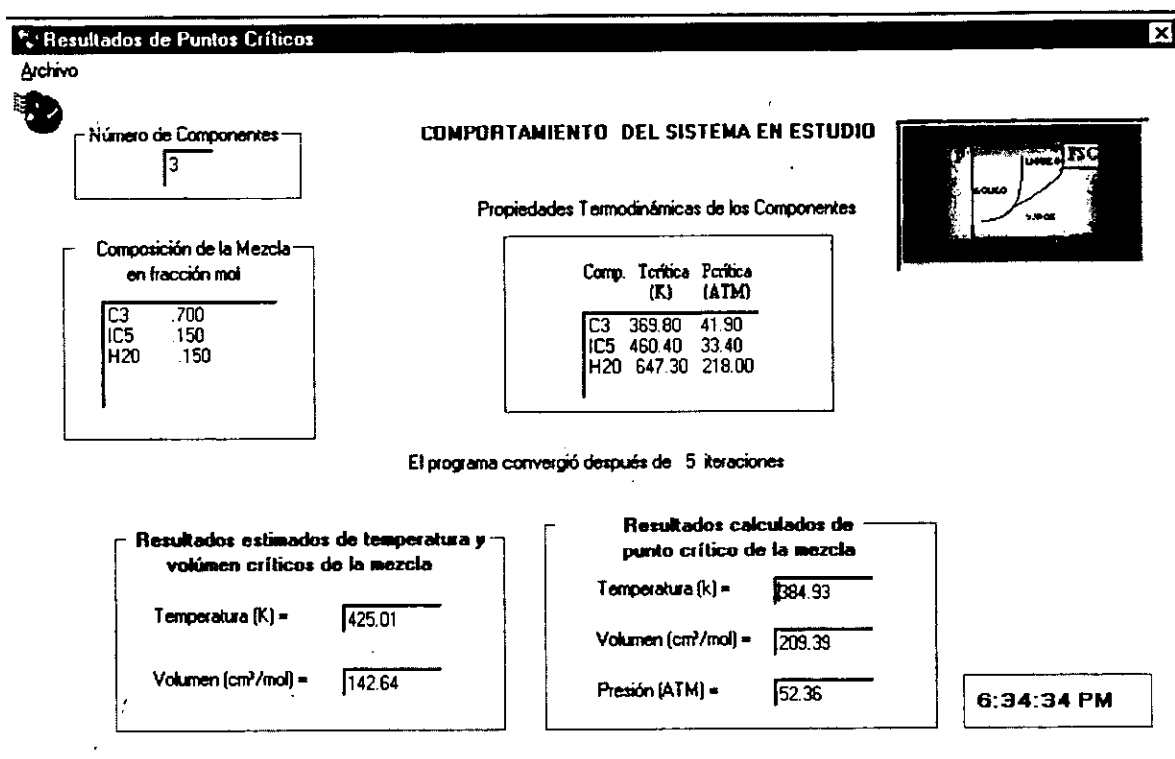 Resultados de Puntos Críticos
Archivo
Número de Componentes
3
COMPORTAMIENTO DEL SISTEMA EN ESTUDIO
FSC
Propiedades Termodinámicas de los Componentes
Composición de la Mezcla
en fracción mol
C3 .700
IC5 .150
H20 .150
Comp. Tcrítica Pcrítica
(K) (ATM)
C3 369.80 41.90
IC5 460.40 33.40
H20 647.30 218.00
El programa convergió después de 5 iteraciones
Resultados estimados de temperatura y
volúmen críticos de la mezcla
Temperatura (K) = 425.01
Volumen (cm³/mol) = 142.64
Resultados calculados de
punto crítico de la mezcla
Temperatura (k) = 384.93
Volumen (cm³/mol) = 209.39
Presión (ATM) = 52.36
6:34:34 PM